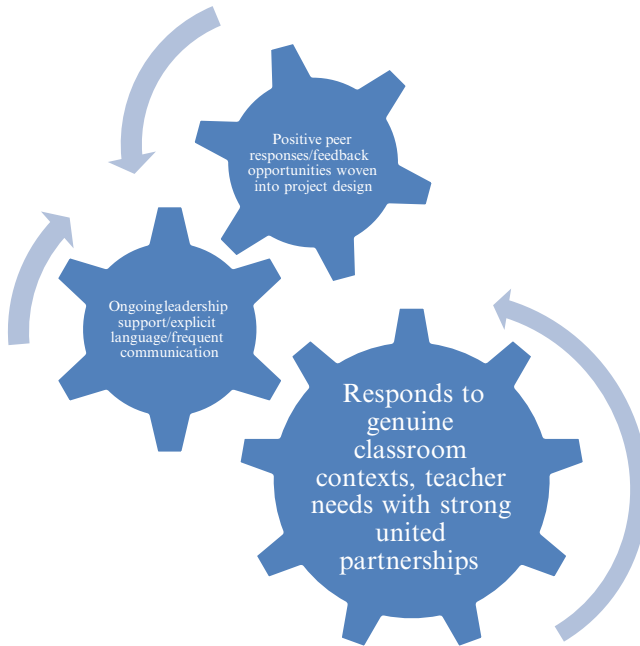 Positive peer
responses/feedback
opportunities woven
into project design
Ongoingleadership
support/explicit
language/frequent
communication
Responds to
genuine
classroom
contexts, teacher
needs with strong
united
partnerships